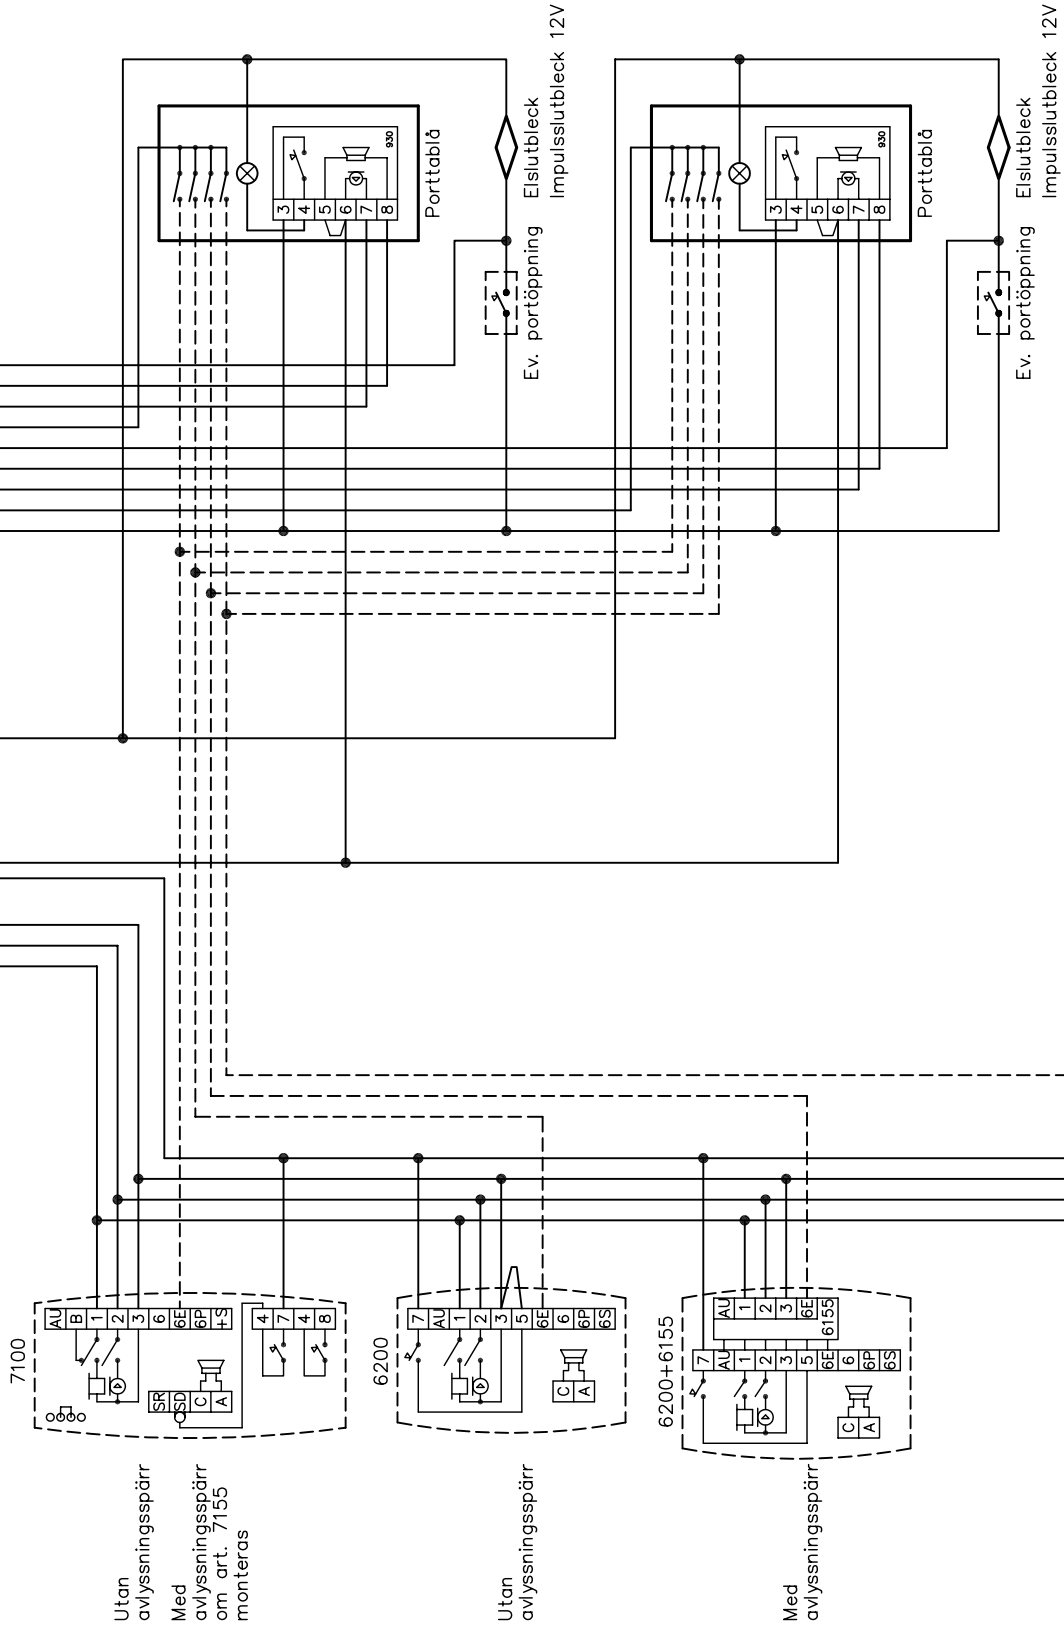 Elslutbleck
Impulsslutbleck 12V
Elslutbleck
Impulsslutbleck 12V
Porttablå
Porttablå
930
3
4
5
6
7
8
930
3
4
5
6
7
8
Ev. portöppning
Ev. portöppning
7100
AU
B
1
2
3
6
6E
6P
+S
4
7
4
8
SR
SD
C
A
6200
7
AU
1
2
3
5
6E
6
6P
6S
C
A
6200+6155
AU
1
2
3
6E
6155
7
AU
1
2
3
5
6E
6
6P
6S
C
A
Utan
avlyssningsspärr
Med
avlyssningsspärr
om art. 7155
monteras
Utan
avlyssningsspärr
Med
avlyssningsspärr